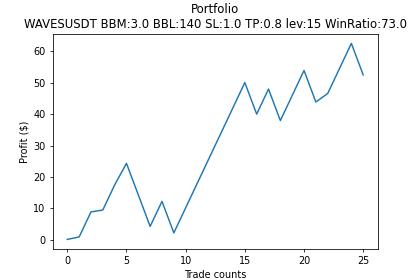 Portfolio
WAVESUSDT BBM:3.0 BBL:140 SL:1.0 TP:0.8 lev:15 WinRatio:73.0
60
50
40
30
20
10
0
Profit ($)
0 5 10 15 20 25
Trade counts